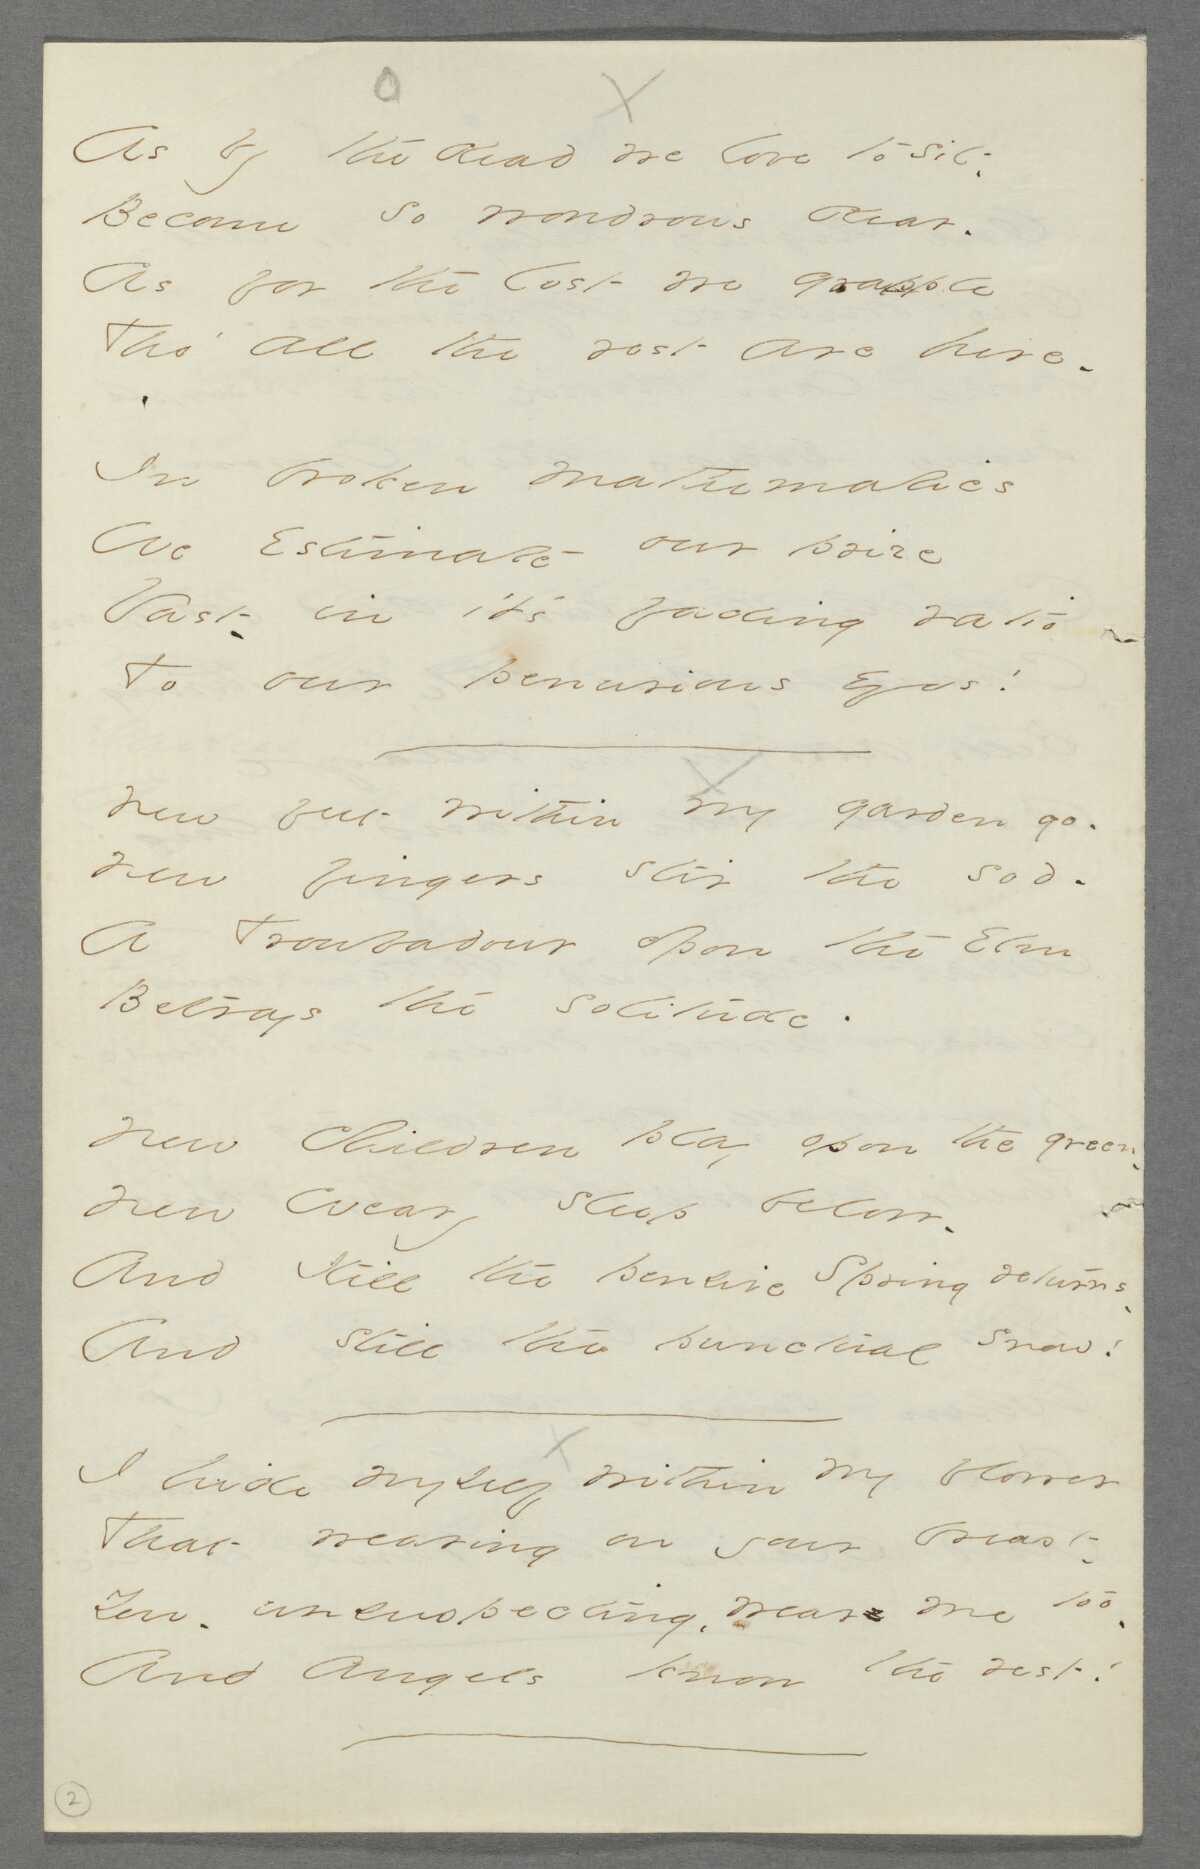 O X
As by the dead we love to sit -
Become so wondrous dear -
As for the lost we grapple
Tho' all the rest are here -
In broken mathematics
We estimate our prize
Vast - in it's fading ratio
To our penurious eyes!
X
New feet within my garden go -
New fingers stir the sod -
A Troubadour opon the Elm
Betrays the solitude.
New Children play opon the green -
New Weary sleep below -
And still the pensive Spring returns -
And still the punctual snow!
X
I hide myself within my flower
That wearing on your breast -
You - unsuspecting, wear me too -
And angels know the rest!
2